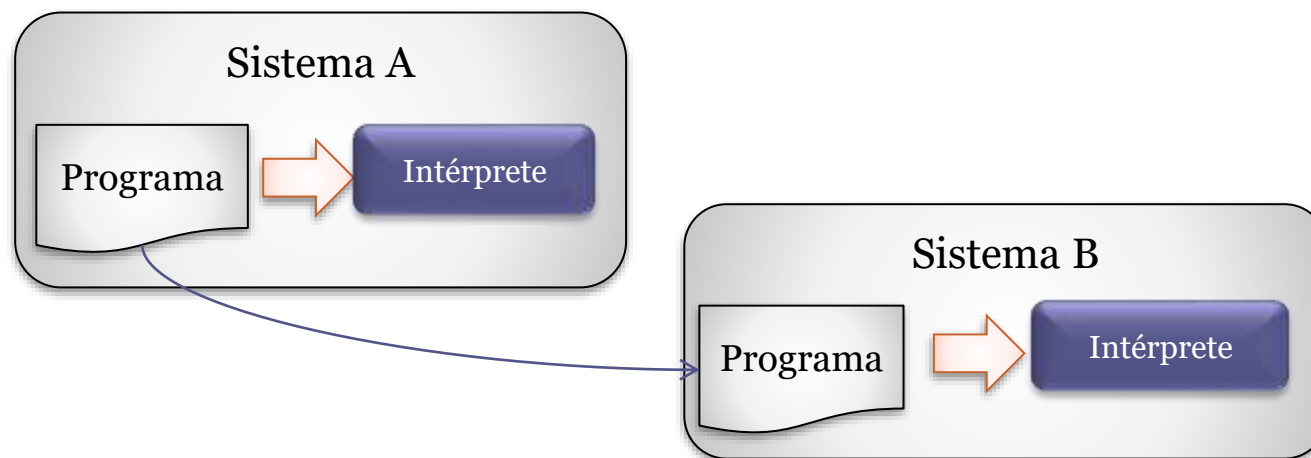 Sistema A
Programa
Intérprete
Sistema B
Programa
Intérprete